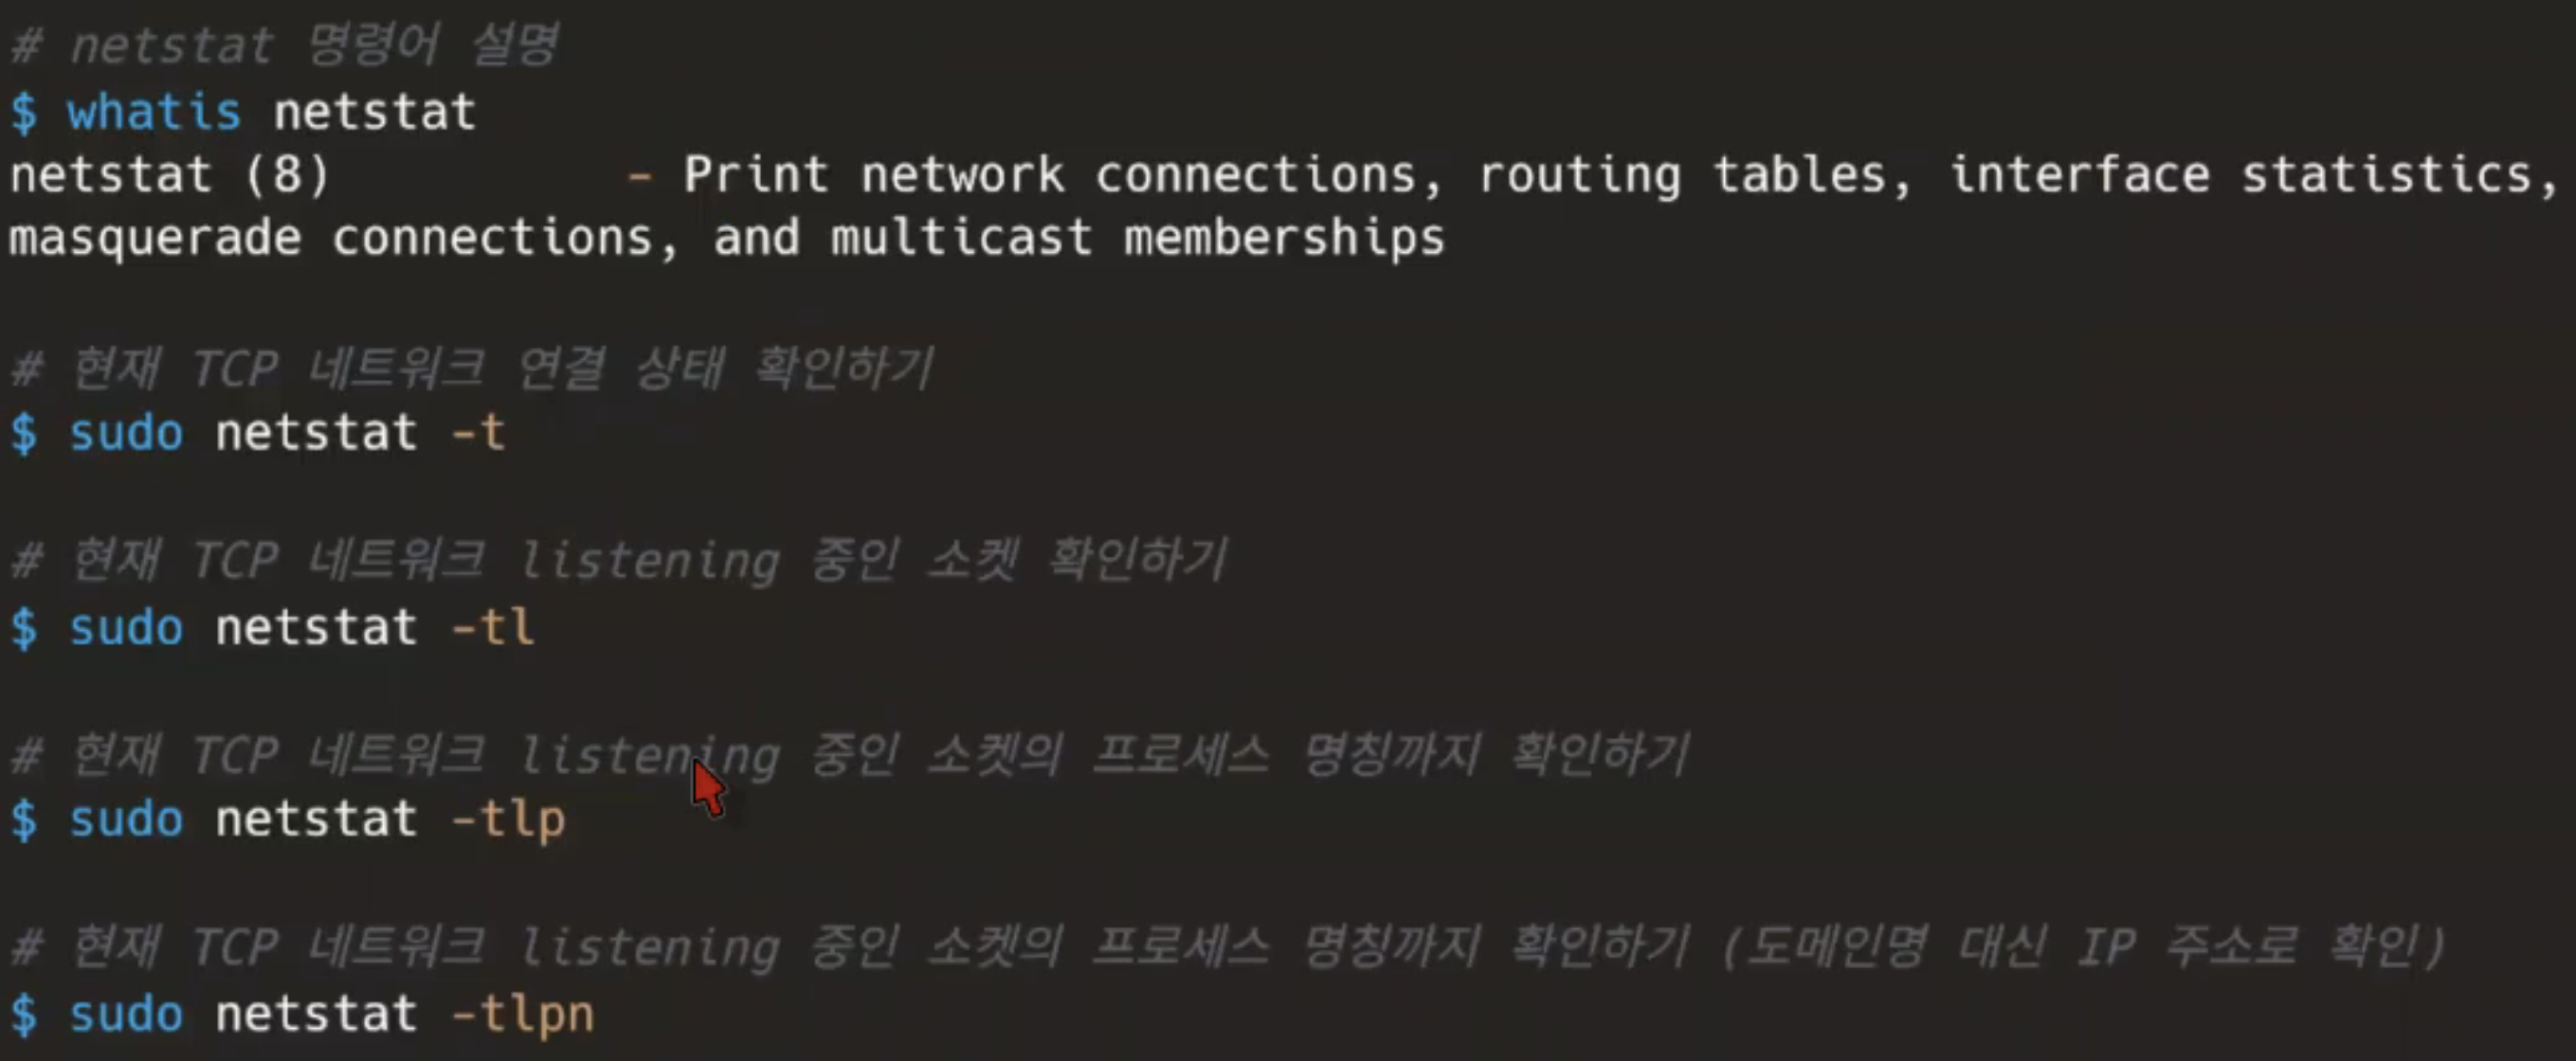 # netstat 명령어 설명
$ whatis netstat
netstat (8)          - Print network connections, routing tables, interface statistics,
masquerade connections, and multicast memberships
# 현재 TCP 네트워크 연결 상태 확인하기
$ sudo netstat -t
# 현재 TCP 네트워크 listening 중인 소켓 확인하기
$ sudo netstat -tl
# 현재 TCP 네트워크 listening 중인 소켓의 프로세스 명칭까지 확인하기
$ sudo netstat -tlp
# 현재 TCP 네트워크 listening 중인 소켓의 프로세스 명칭까지 확인하기 (도메인명 대신 IP 주소로 확인)
$ sudo netstat -tlpn